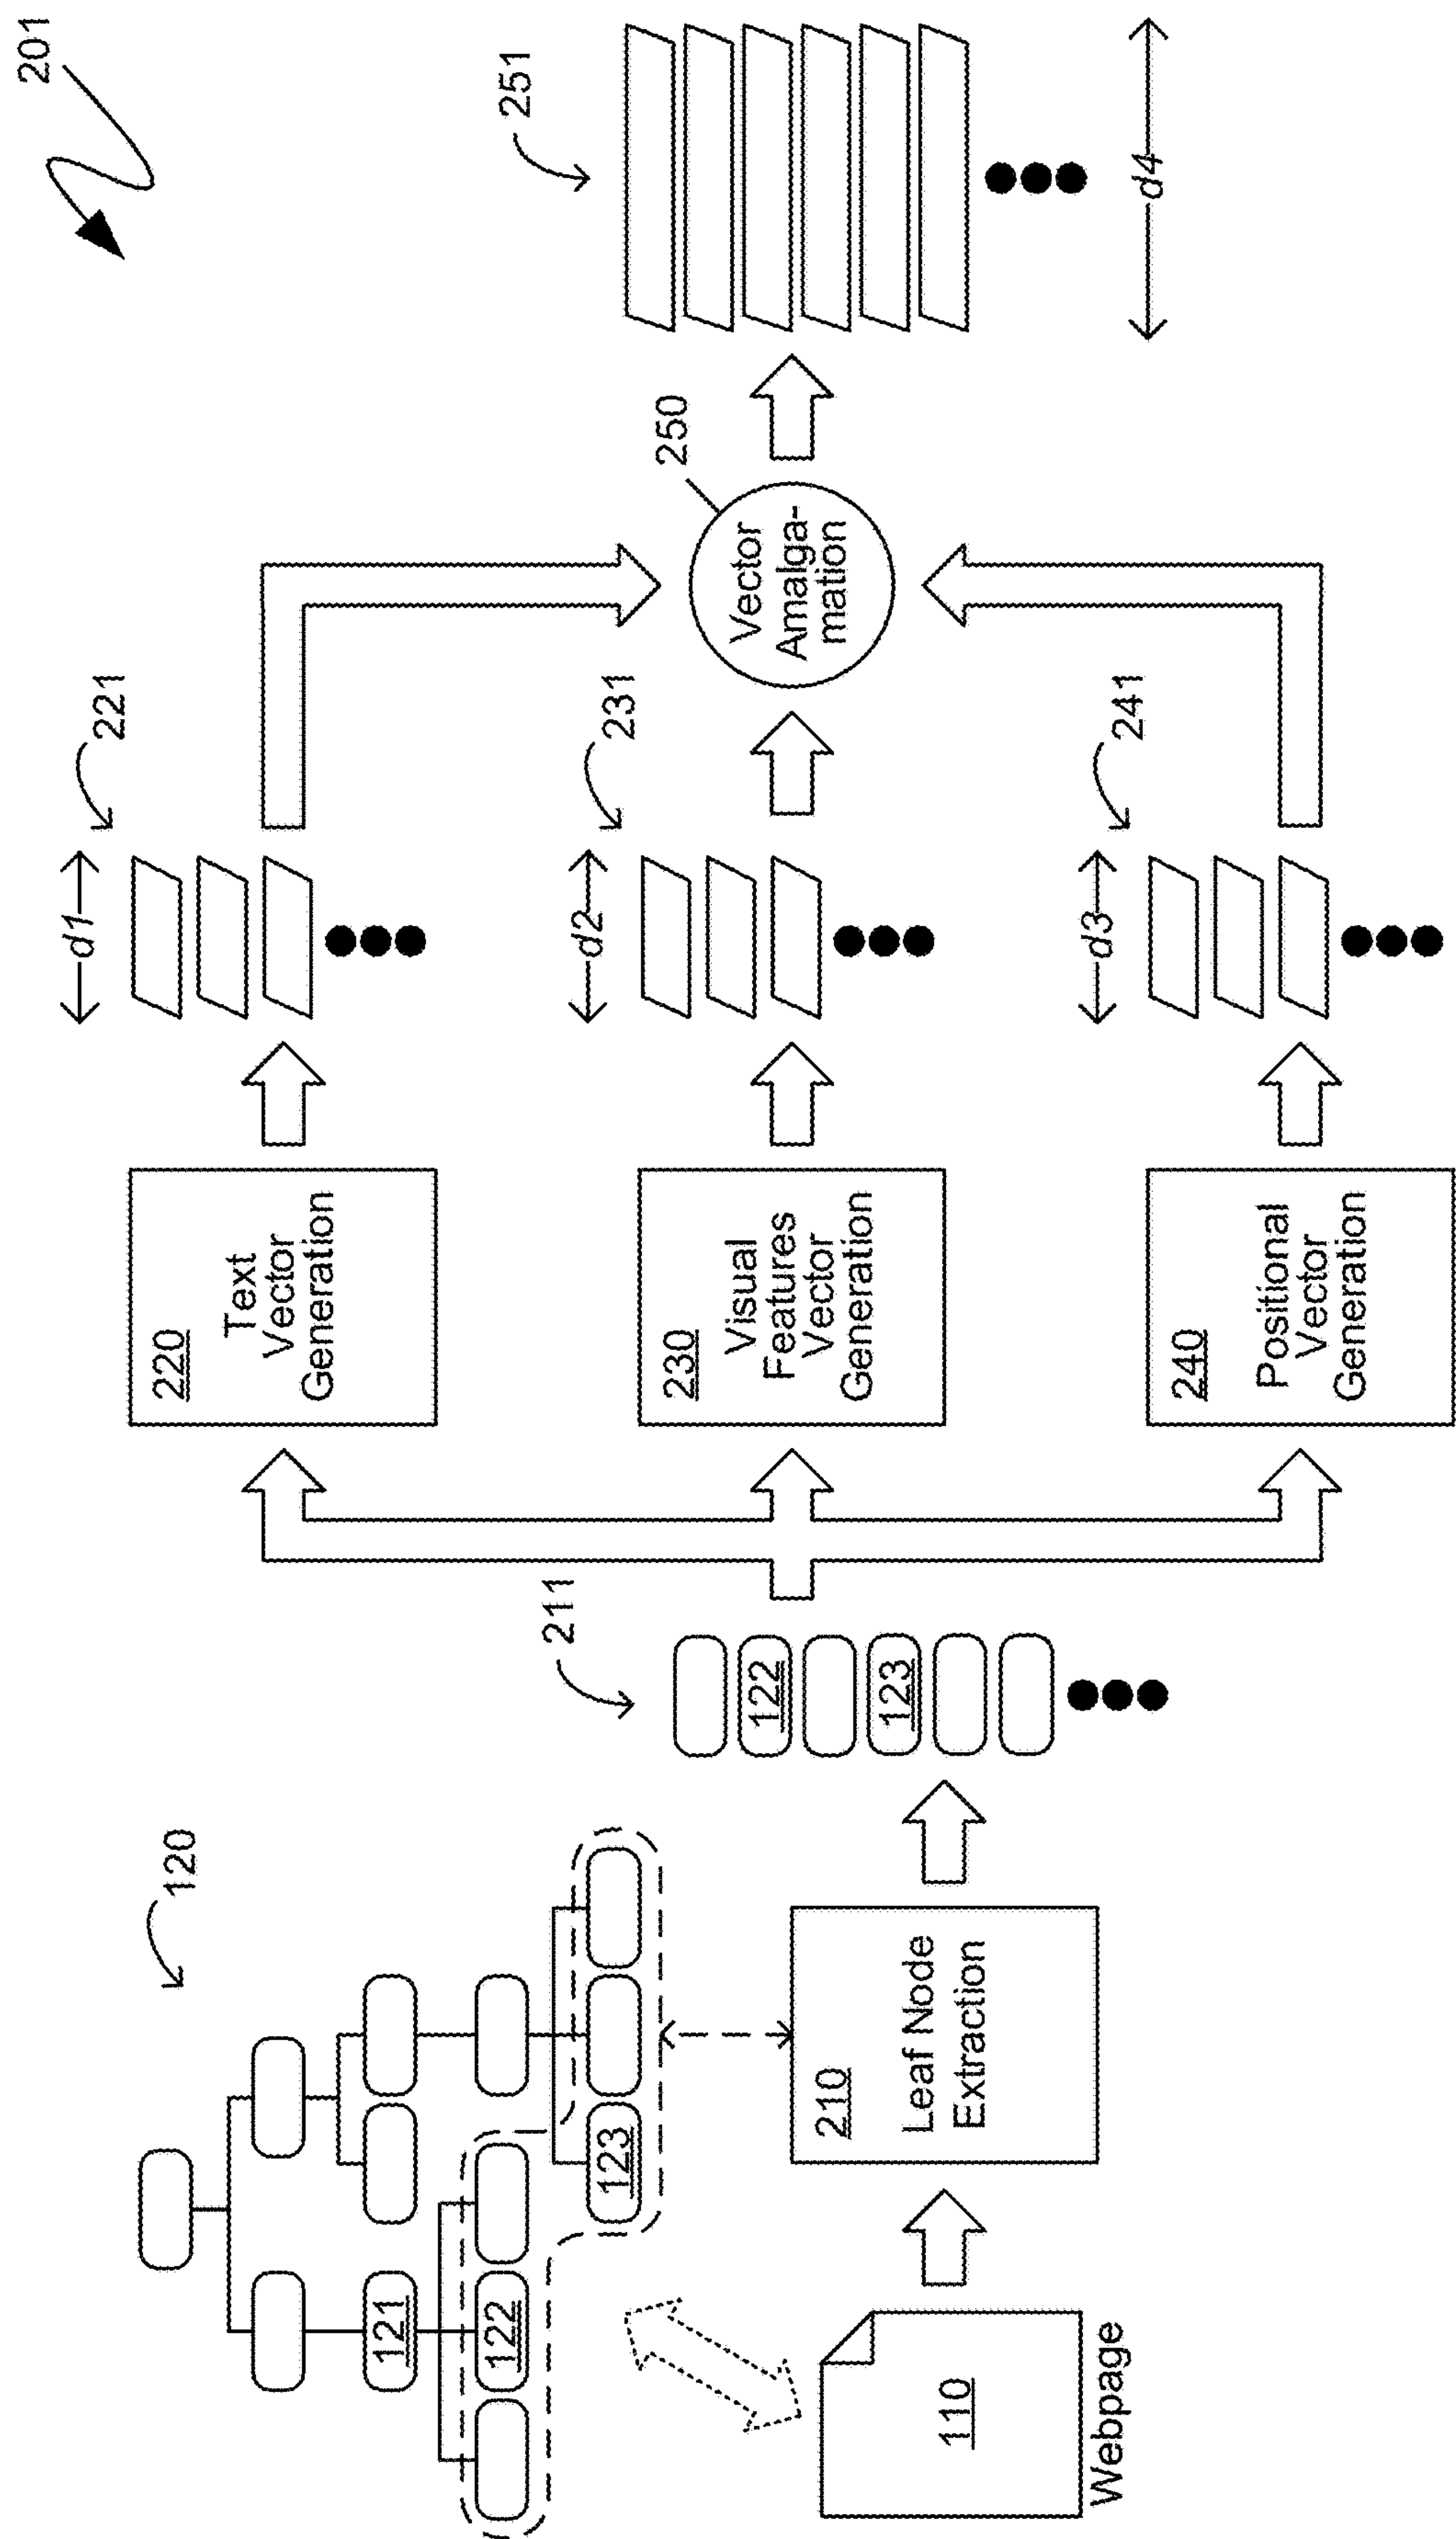 201
120
121
122
123
110
Webpage
210
Leaf Node
Extraction
211
122
123
220
Text
Vector
Generation
230
Visual
Features
Vector
Generation
240
Positional
Vector
Generation
d1
221
d2
231
d3
241
250
Vector
Amalga-
mation
251
d4